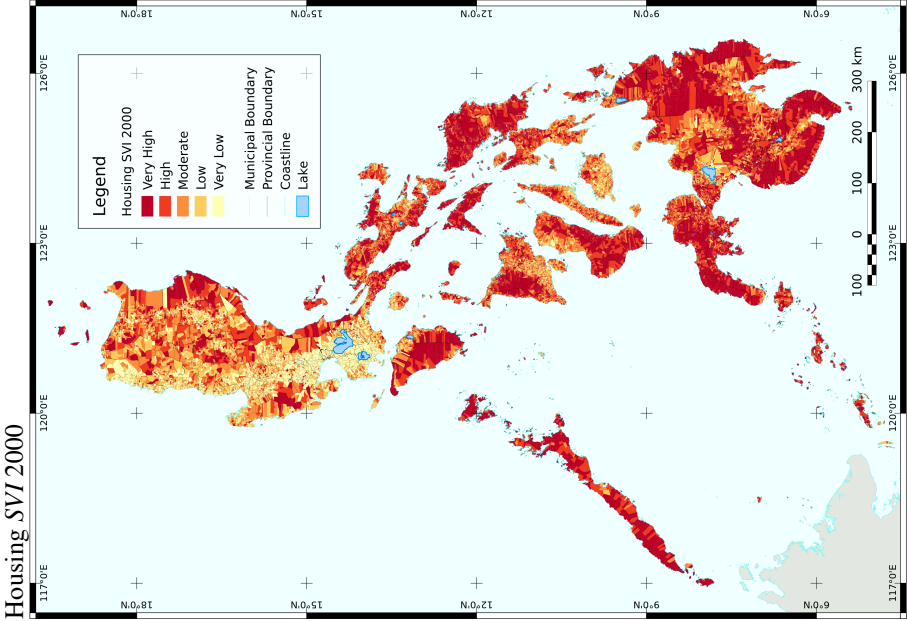 Housing SVI 2000
117°0'E
120°0'E
123°0'E
126°0'E
18°0'N
15°0'N
12°0'N
9°0'N
6°0'N
18°0'N
15°0'N
12°0'N
9°0'N
6°0'N
Legend
Housing SVI 2000
Very High
High
Moderate
Low
Very Low
Municipal Boundary
Provincial Boundary
Coastline
Lake
100 0 100 200 300 km
117°0'E
120°0'E
123°0'E
126°0'E